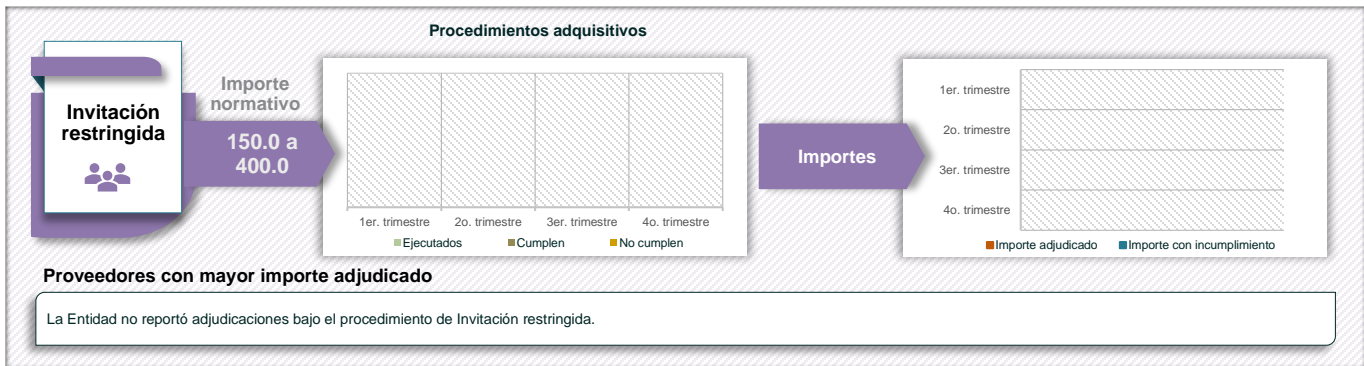 Procedimientos adquisitivos
Invitación
restringida
Importe
normativo
150.0 a
400.0
1er. trimestre 2o. trimestre 3er. trimestre 4o. trimestre
Ejecutados Cumplen No cumplen
Importes
1er. trimestre
2o. trimestre
3er. trimestre
4o. trimestre
Importe adjudicado Importe con incumplimiento
Proveedores con mayor importe adjudicado
La Entidad no reportó adjudicaciones bajo el procedimiento de Invitación restringida.